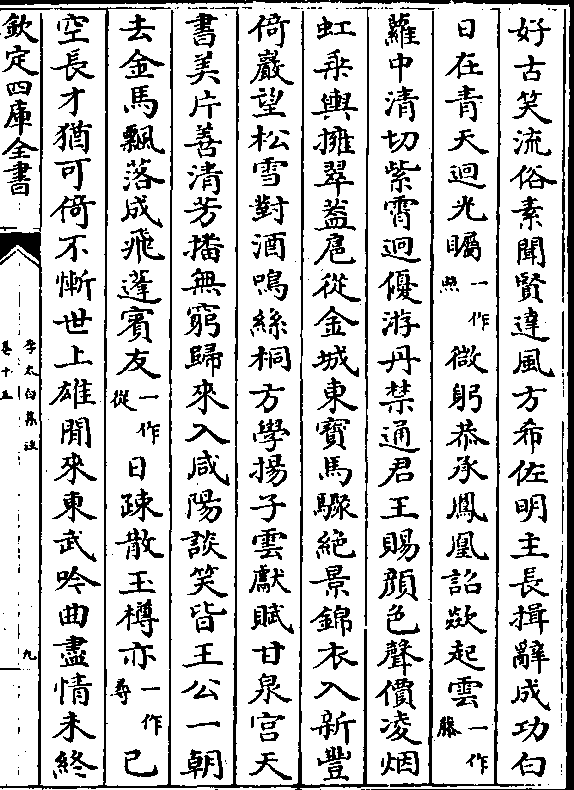 好古笑流俗素聞賢達風方希佐明主長揖辭成功白
日在青天迴光矚一作照微躬恭承鳳凰詔歘起雲一作騰
蘿中清切紫霄迥優游丹禁通君王賜顔色聲價凌烟
虹乘輿擁翠葢扈從金城東寳馬驟絶景錦衣入新豐
倚巖望松雪對酒鳴絲桐方學揚子雲獻賦甘泉宫天
書美片善清芳播無窮歸來入咸陽談笑皆王公一朝
去金馬飄落成飛蓬賓友一作從日疎散玉樽亦一作尋已
空長才猶可倚不慚世上雄閒來東武吟曲盡情未終
欽定四庫全書
李太白集注
卷十五
九